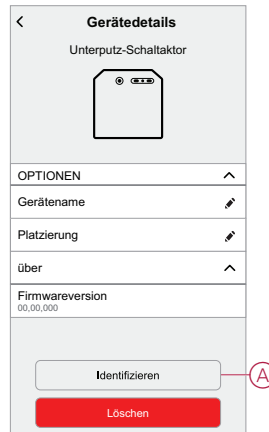 Gerätedetails
Unterputz-Schaltaktor
OPTIONEN
Gerätename
Platzierung
über
Firmwareversion
00,00,000
Identifizieren
A
Löschen